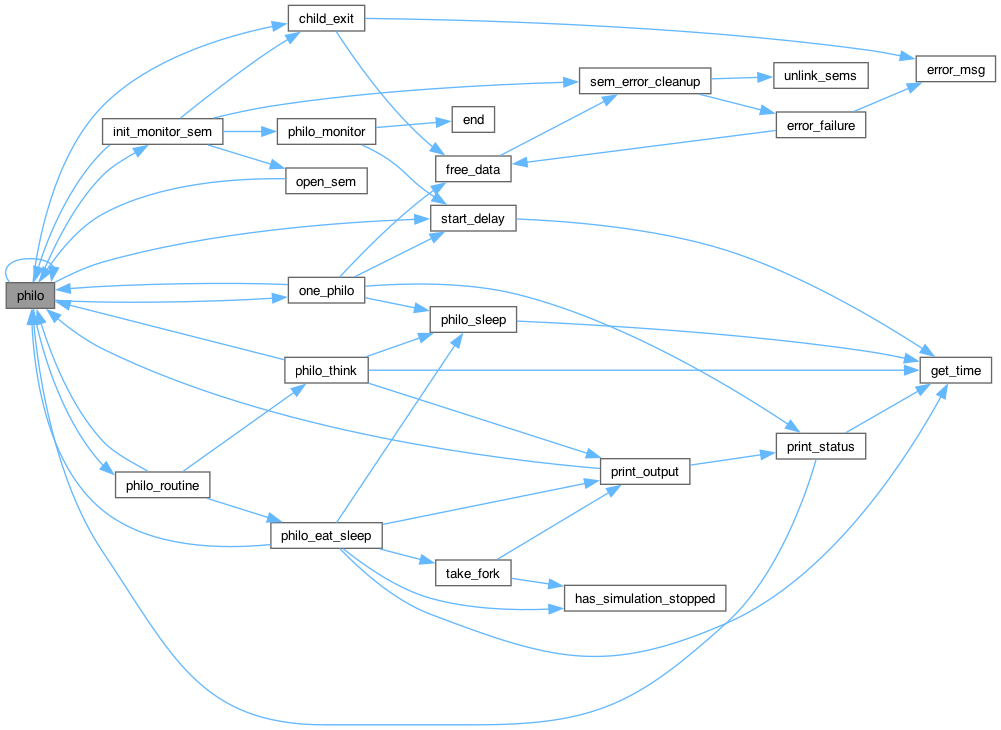 child_exit
error_msg
sem_error_cleanup
unlink_sems
init_monitor_sem
philo_monitor
end
error_failure
free_data
open_sem
start_delay
philo
one_philo
philo_sleep
philo_think
get_time
print_status
philo_routine
print_output
philo_eat_sleep
take_fork
has_simulation_stopped